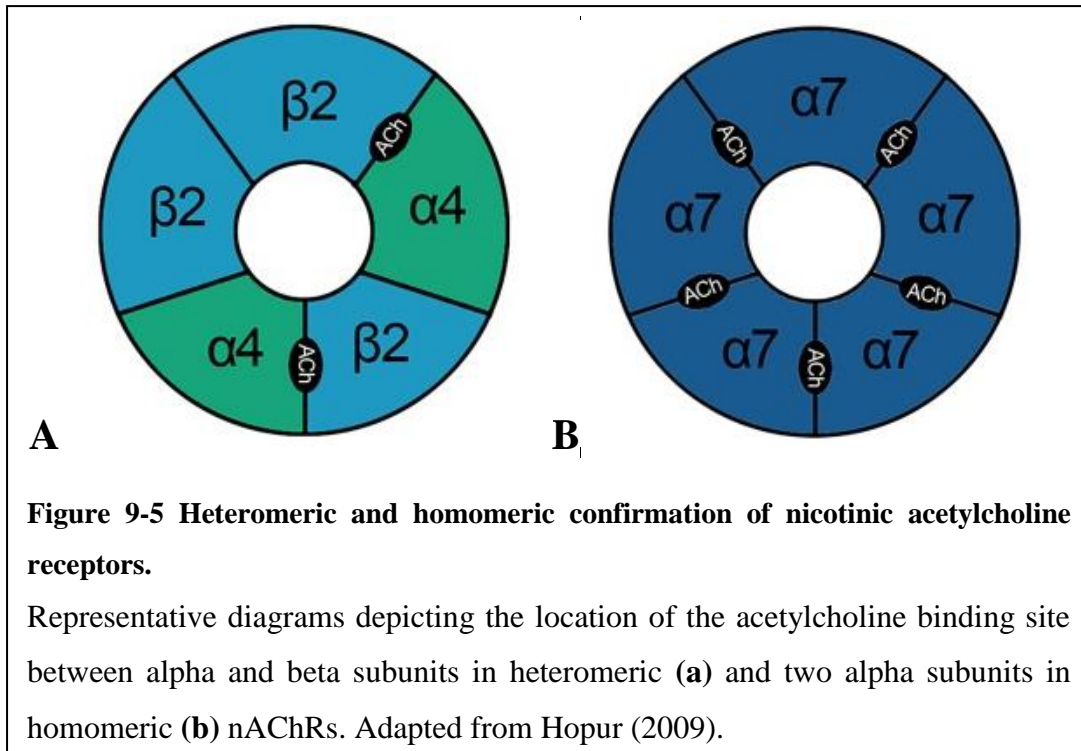 β2
ACh
β2
α4
α4
ACh
β2
A
α7
ACh
ACh
α7
α7
ACh
ACh
α7
ACh
α7
B
Figure 9-5 Heteromeric and homomeric confirmation of nicotinic acetylcholine
receptors.
Representative diagrams depicting the location of the acetylcholine binding site
between alpha and beta subunits in heteromeric (a) and two alpha subunits in
homomeric (b) nAChRs. Adapted from Hopur (2009).